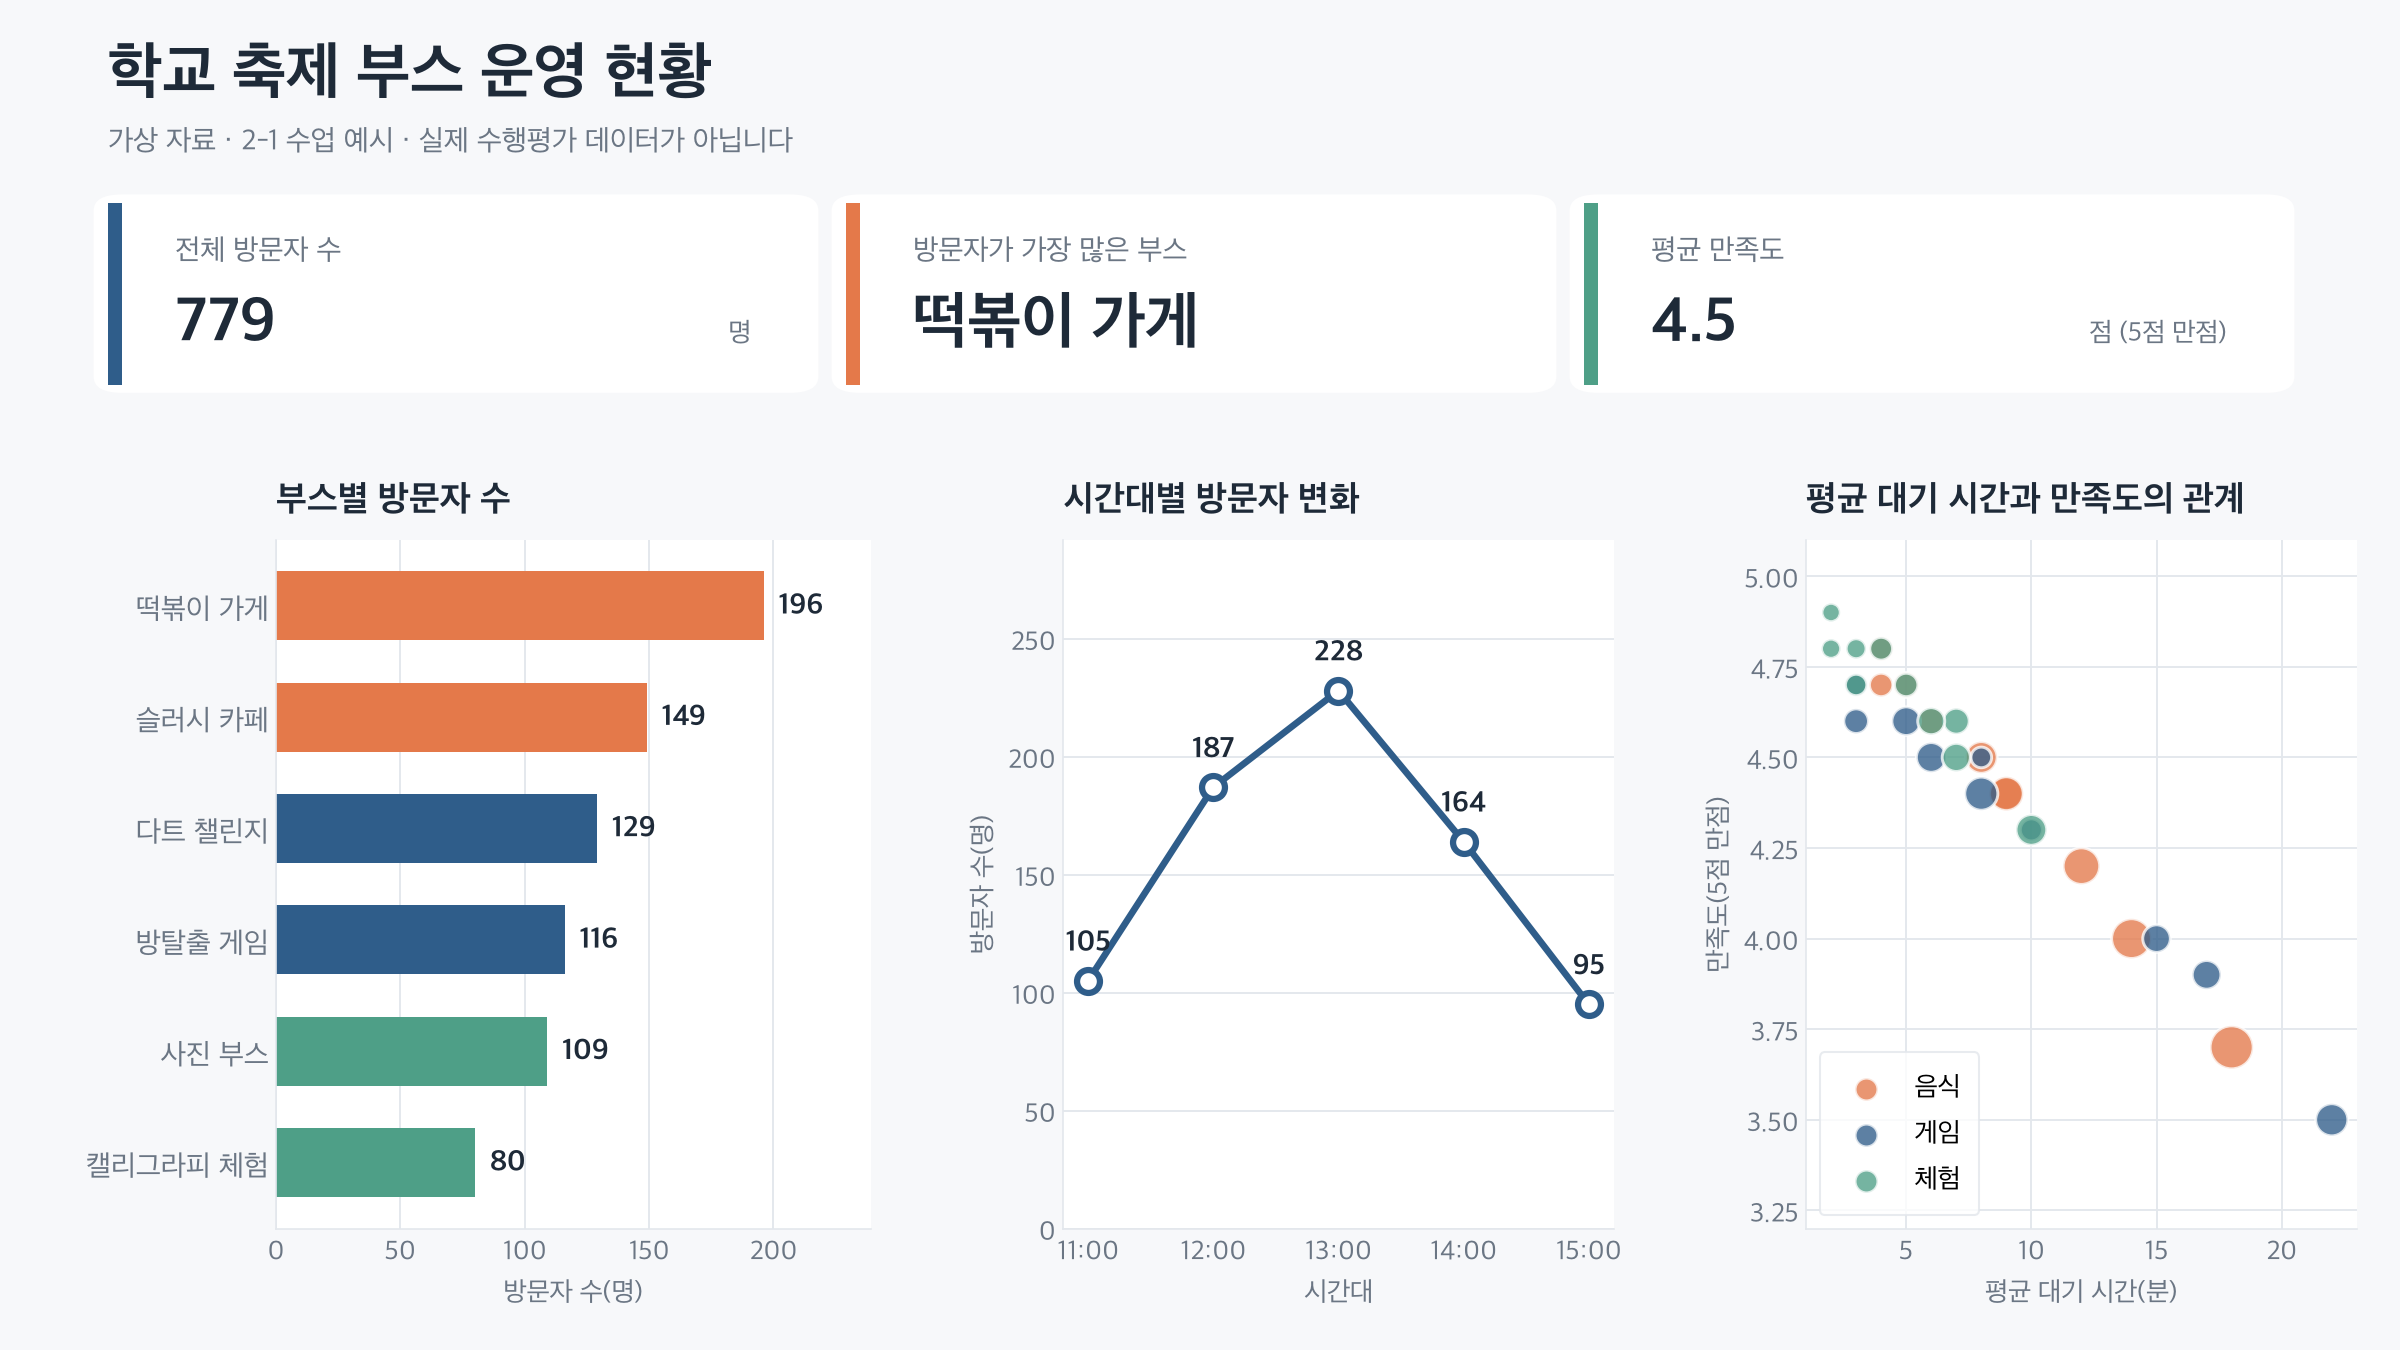 학교 축제 부스 운영 현황
가상 자료 · 2-1 수업 예시 · 실제 수행평가 데이터가 아닙니다
전체 방문자 수
779 명
방문자가 가장 많은 부스
떡볶이 가게
평균 만족도
4.5 점 (5점 만점)
부스별 방문자 수
떡볶이 가게 196
슬러시 카페 149
다트 챌린지 129
방탈출 게임 116
사진 부스 109
캘리그라피 체험 80
0 50 100 150 200
방문자 수(명)
시간대별 방문자 변화
방문자 수(명)
250
200
150
100
50
0
105
187
228
164
95
11:00 12:00 13:00 14:00 15:00
시간대
평균 대기 시간과 만족도의 관계
만족도(5점 만점)
5.00
4.75
4.50
4.25
4.00
3.75
3.50
3.25
음식
게임
체험
5 10 15 20
평균 대기 시간(분)